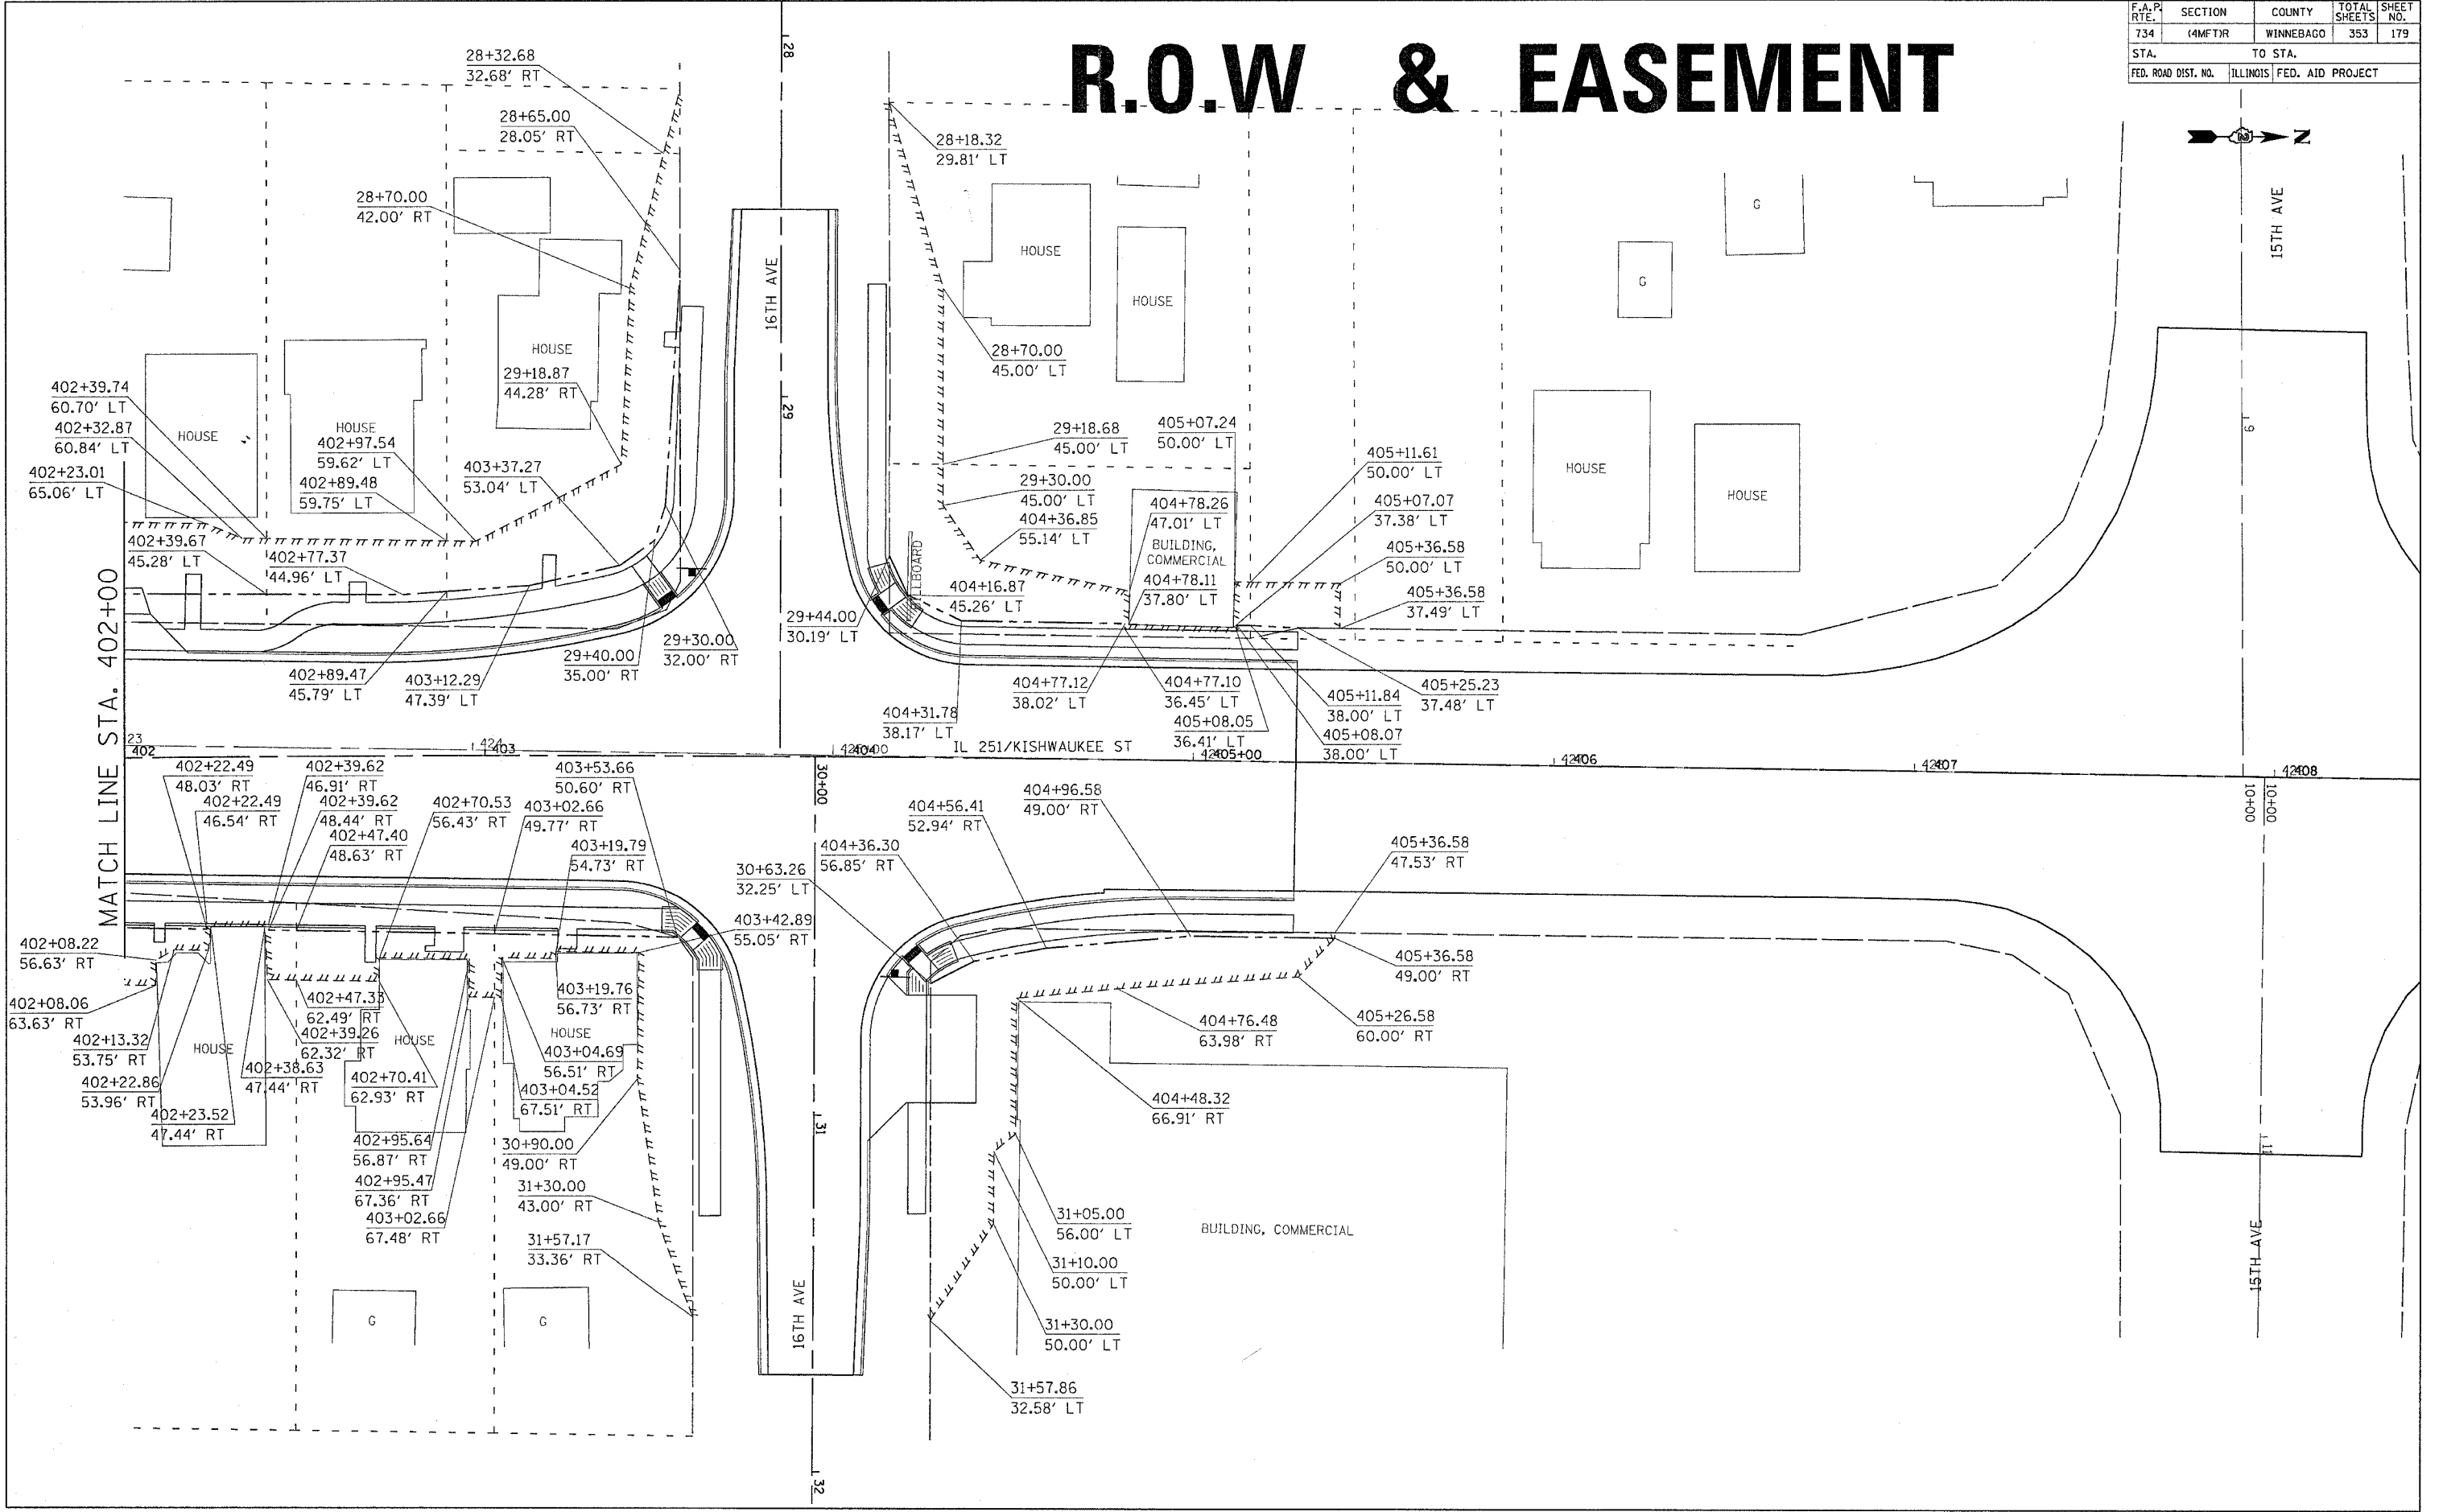 R.O.W & EASEMENT
F.A.P. RTE. SECTION COUNTY TOTAL SHEETS SHEET NO.
734 (4MFT)R WINNEBAGO 353 179
STA. TO STA.
FED. ROAD DIST. NO. ILLINOIS FED. AID PROJECT
N
28
28+32.68
32.68' RT
28+65.00
28.05' RT
28+70.00
42.00' RT
28+18.32
29.81' LT
HOUSE
HOUSE
G
G
15TH AVE
16TH AVE
HOUSE
29+18.87
44.28' RT
28+70.00
45.00' LT
29
9
402+39.74
60.70' LT
402+32.87
60.84' LT
402+23.01
65.06' LT
HOUSE
HOUSE
402+97.54
59.62' LT
402+89.48
59.75' LT
403+37.27
53.04' LT
29+18.68
45.00' LT
29+30.00
45.00' LT
404+36.85
55.14' LT
405+07.24
50.00' LT
404+78.26
47.01' LT
BUILDING,
COMMERCIAL
404+78.11
37.80' LT
405+11.61
50.00' LT
405+07.07
37.38' LT
405+36.58
50.00' LT
405+36.58
37.49' LT
HOUSE
HOUSE
402+39.67
45.28' LT
402+77.37
44.96' LT
BILLBOARD
404+16.87
45.26' LT
29+44.00
30.19' LT
29+30.00
32.00' RT
29+40.00
35.00' RT
402+89.47
45.79' LT
403+12.29
47.39' LT
404+31.78
38.17' LT
404+77.12
38.02' LT
404+77.10
36.45' LT
405+08.05
36.41' LT
405+11.84
38.00' LT
405+08.07
38.00' LT
405+25.23
37.48' LT
MATCH LINE STA. 402+00
23
402
424
403
404
IL 251/KISHWAUKEE ST
405+00
406
407
408
30+00
10+00
10+00
402+22.49
48.03' RT
402+22.49
46.54' RT
402+39.62
46.91' RT
402+39.62
48.44' RT
402+47.40
48.63' RT
402+70.53
56.43' RT
403+53.66
50.60' RT
403+02.66
49.77' RT
403+19.79
54.73' RT
404+96.58
49.00' RT
404+56.41
52.94' RT
404+36.30
56.85' RT
30+63.26
32.25' LT
405+36.58
47.53' RT
403+42.89
55.05' RT
402+08.22
56.63' RT
402+08.06
63.63' RT
402+13.32
53.75' RT
402+22.86
53.96' RT
402+23.52
47.44' RT
HOUSE
402+38.63
47.44' RT
402+47.33
62.49' RT
402+39.26
62.32' RT
HOUSE
402+70.41
62.93' RT
403+19.76
56.73' RT
HOUSE
403+04.69
56.51' RT
403+04.52
67.51' RT
405+36.58
49.00' RT
405+26.58
60.00' RT
404+76.48
63.98' RT
404+48.32
66.91' RT
402+95.64
56.87' RT
402+95.47
67.36' RT
403+02.66
67.48' RT
30+90.00
49.00' RT
31+30.00
43.00' RT
31+57.17
33.36' RT
31
11
31+05.00
56.00' LT
31+10.00
50.00' LT
31+30.00
50.00' LT
31+57.86
32.58' LT
BUILDING, COMMERCIAL
15TH AVE
16TH AVE
G
G
32